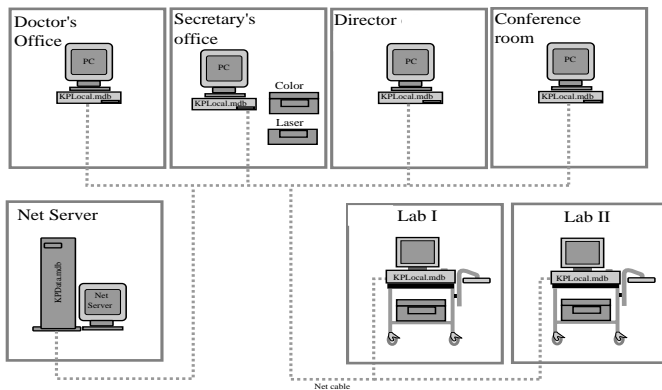 Doctor's
Office
PC
KPLocal.mdb
Secretary's
office
PC
KPLocal.mdb
Color
Laser
Director
PC
KPLocal.mdb
Conference
room
PC
KPLocal.mdb
Net Server
KPData.mdb
Net
Server
Lab I
KPLocal.mdb
Lab II
KPLocal.mdb
Net cable